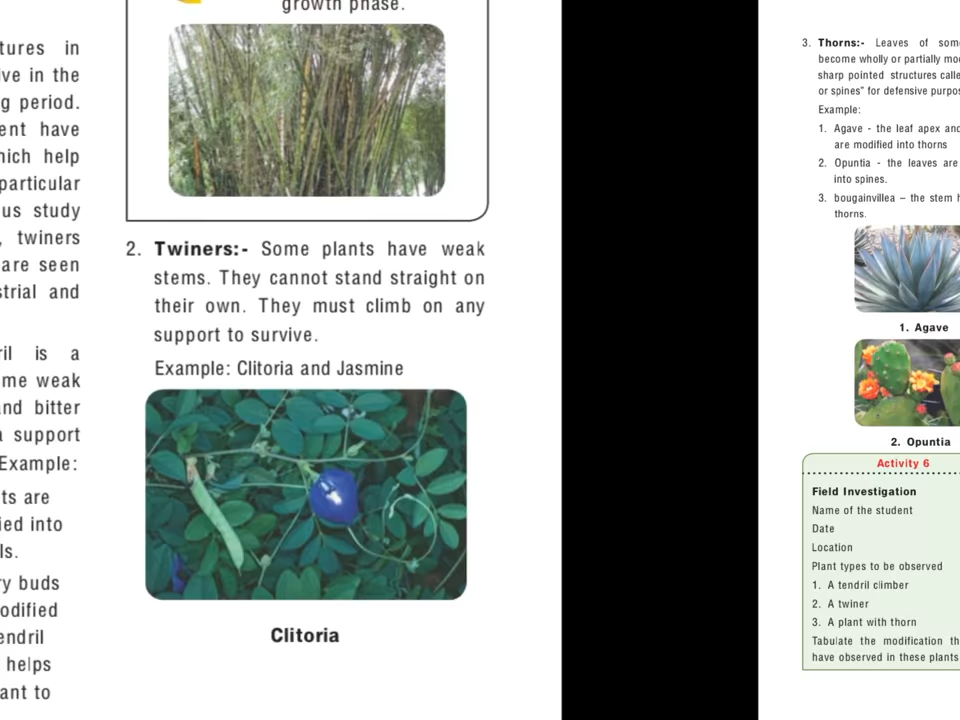 tures in
ive in the
g period.
ent have
hich help
particular
us study
, twiners
are seen
strial and
ril is a
me weak
and bitter
a support
Example:
ts are
ied into
ls.
ry buds
odified
endril
helps
ant to
growth phase.
2. Twiners:- Some plants have weak
stems. They cannot stand straight on
their own. They must climb on any
support to survive.
Example: Clitoria and Jasmine
Clitoria
3. Thorns:- Leaves of som
become wholly or partially mo
sharp pointed structures calle
or spines" for defensive purpos
Example:
1. Agave - the leaf apex and
are modified into thorns
2. Opuntia - the leaves are
into spines.
3. bougainvillea – the stem h
thorns.
1. Agave
2. Opuntia
Activity 6
Field Investigation
Name of the student
Date
Location
Plant types to be observed
1. A tendril climber
2. A twiner
3. A plant with thorn
Tabulate the modification th
have observed in these plants